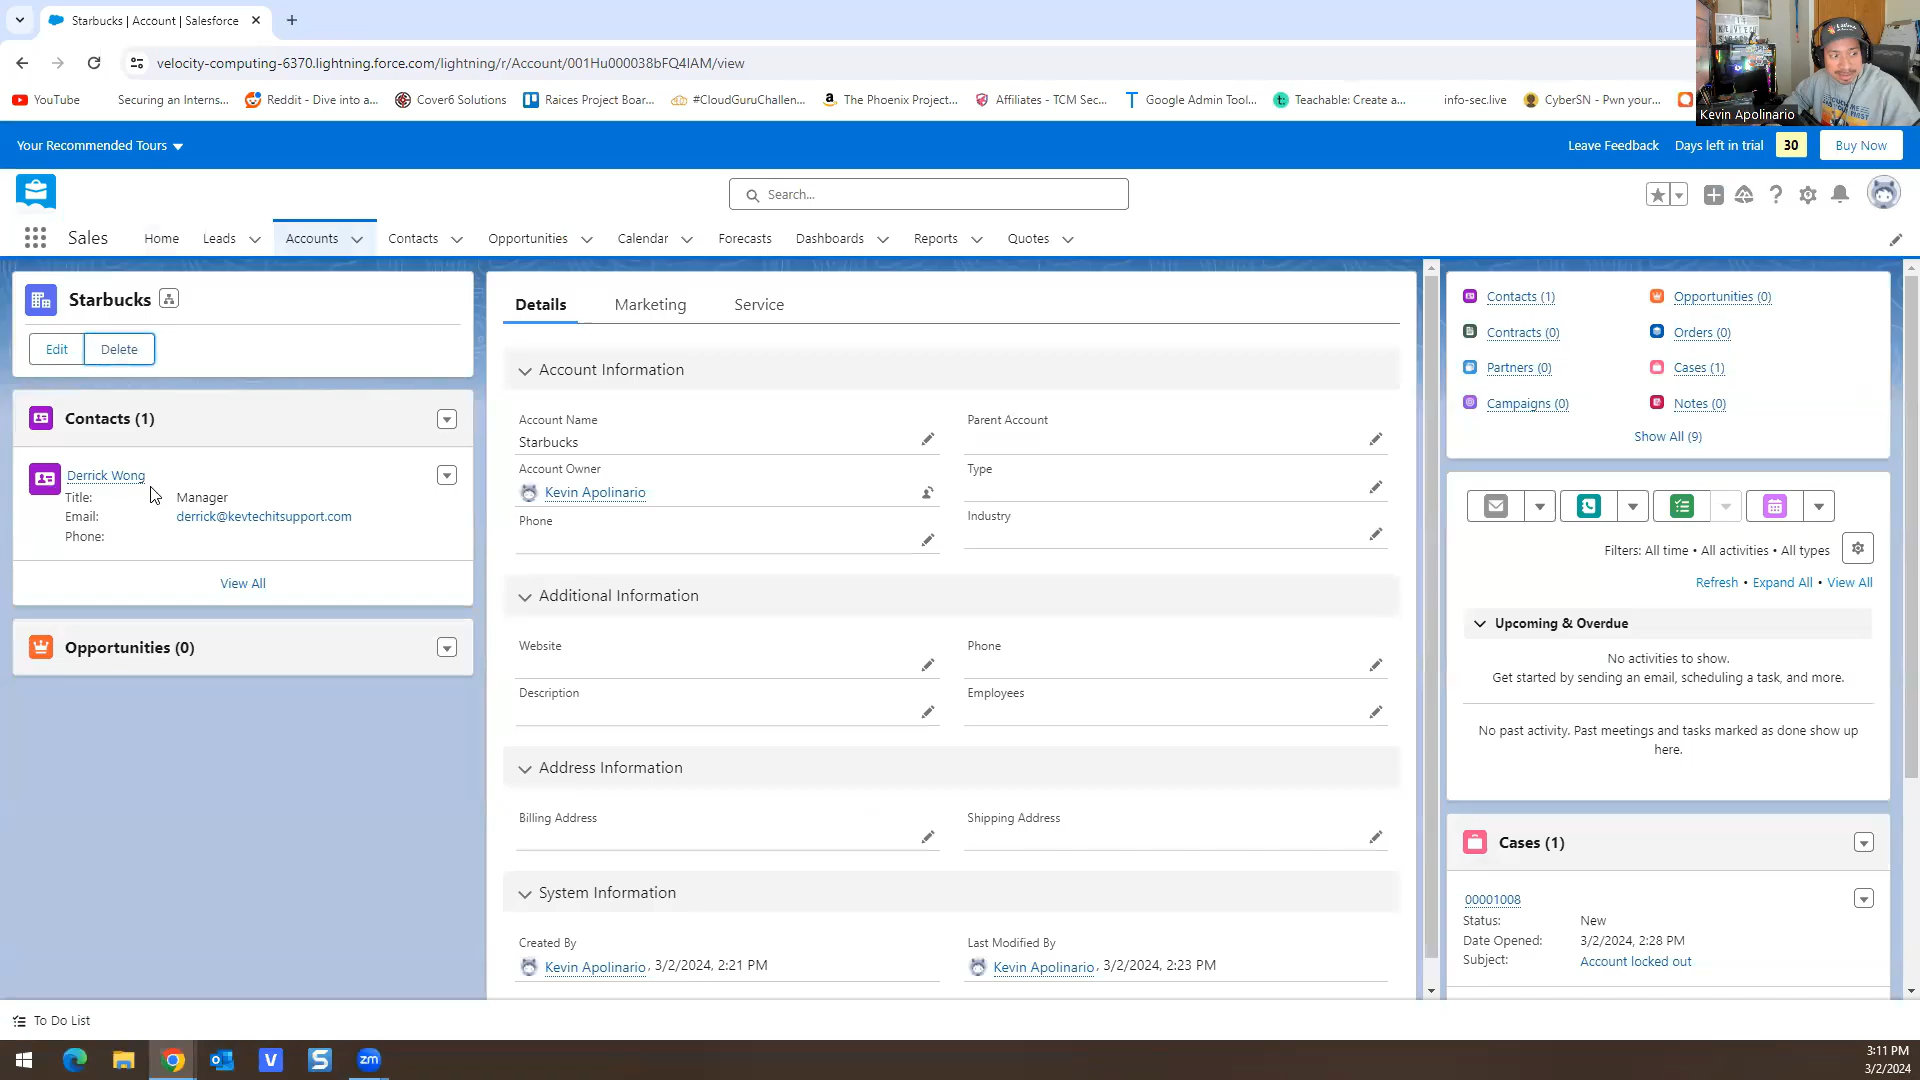 Starbucks | Account | Salesforce
velocity-computing-6370.lightning.force.com/lightning/r/Account/001Hu000038bFQ4IAM/view
YouTube
Securing an Interns...
Reddit - Dive into a...
Cover6 Solutions
Raices Project Boar...
#CloudGuruChallen...
The Phoenix Project...
Affiliates - TCM Sec...
Google Admin Tool...
Teachable: Create a...
info-sec.live
CyberSN - Pwn your...
Kevin Apolinario
Your Recommended Tours
Leave Feedback
Days left in trial
30
Buy Now
Search...
Sales
Home
Leads
Accounts
Contacts
Opportunities
Calendar
Forecasts
Dashboards
Reports
Quotes
Starbucks
Edit
Delete
Contacts (1)
Derrick Wong
Title: Manager
Email: derrick@kevtechitsupport.com
Phone:
View All
Opportunities (0)
Details
Marketing
Service
Account Information
Account Name
Starbucks
Parent Account
Account Owner
Kevin Apolinario
Type
Phone
Industry
Additional Information
Website
Phone
Description
Employees
Address Information
Billing Address
Shipping Address
System Information
Created By
Kevin Apolinario, 3/2/2024, 2:21 PM
Last Modified By
Kevin Apolinario, 3/2/2024, 2:23 PM
Contacts (1)
Opportunities (0)
Contracts (0)
Orders (0)
Partners (0)
Cases (1)
Campaigns (0)
Notes (0)
Show All (9)
Filters: All time • All activities • All types
Refresh • Expand All • View All
Upcoming & Overdue
No activities to show.
Get started by sending an email, scheduling a task, and more.
No past activity. Past meetings and tasks marked as done show up
here.
Cases (1)
00001008
Status: New
Date Opened: 3/2/2024, 2:28 PM
Subject: Account locked out
To Do List
zm
3:11 PM
3/2/2024